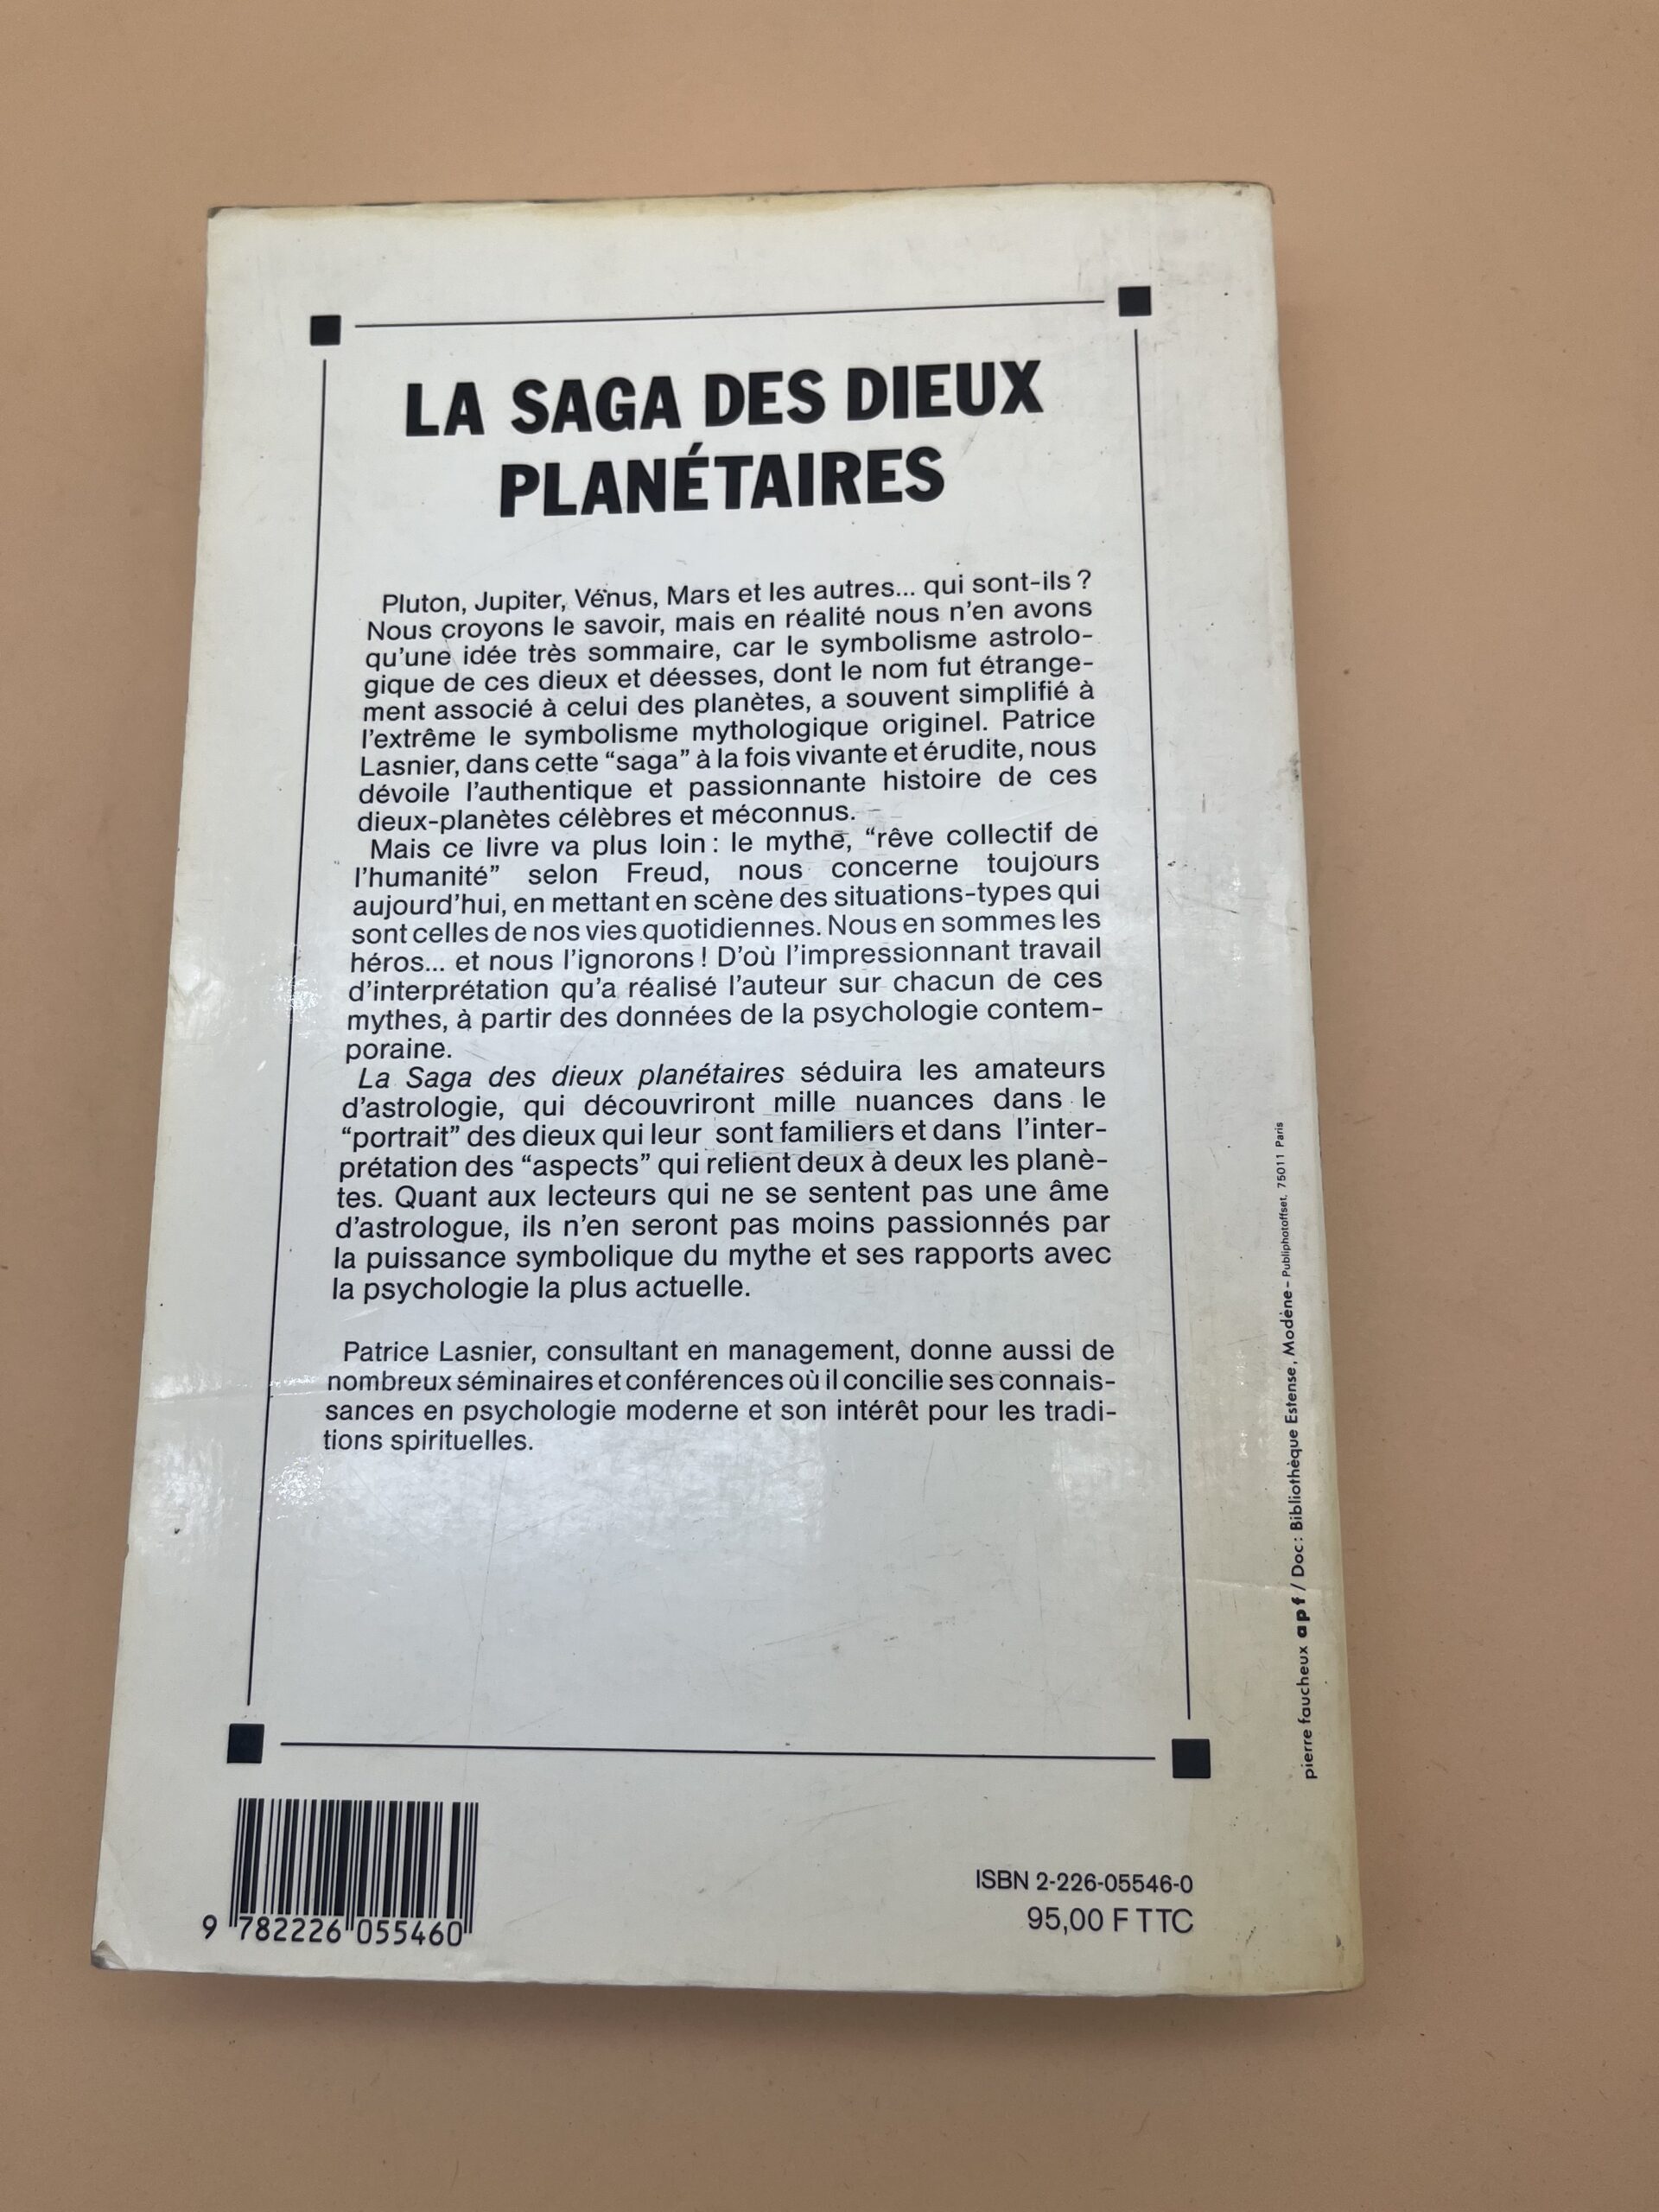 LA SAGA DES DIEUX
PLANÉTAIRES
Pluton, Jupiter, Vénus, Mars et les autres... qui sont-ils ?
Nous croyons le savoir, mais en réalité nous n'en avons
qu'une idée très sommaire, car le symbolisme astrolo-
gique de ces dieux et déesses, dont le nom fut étrange-
ment associé à celui des planètes, a souvent simplifié à
l'extrême le symbolisme mythologique originel. Patrice
Lasnier, dans cette “saga” à la fois vivante et érudite, nous
dévoile l'authentique et passionnante histoire de ces
dieux-planètes célèbres et méconnus.
Mais ce livre va plus loin : le mythe, “rêve collectif de
l'humanité” selon Freud, nous concerne toujours
aujourd'hui, en mettant en scène des situations-types qui
sont celles de nos vies quotidiennes. Nous en sommes les
héros... et nous l'ignorons ! D'où l'impressionnant travail
d'interprétation qu'a réalisé l'auteur sur chacun de ces
mythes, à partir des données de la psychologie contem-
poraine.
La Saga des dieux planétaires séduira les amateurs
d'astrologie, qui découvriront mille nuances dans le
“portrait” des dieux qui leur sont familiers et dans l'inter-
prétation des “aspects” qui relient deux à deux les planè-
tes. Quant aux lecteurs qui ne se sentent pas une âme
d'astrologue, ils n'en seront pas moins passionnés par
la puissance symbolique du mythe et ses rapports avec
la psychologie la plus actuelle.
Patrice Lasnier, consultant en management, donne aussi de
nombreux séminaires et conférences où il concilie ses connais-
sances en psychologie moderne et son intérêt pour les tradi-
tions spirituelles.
pierre faucheux apf / Doc : Bibliothèque Estense, Modène – Publiphotoffset, 75011 Paris
9 782226 055460
ISBN 2-226-05546-0
95,00 F TTC